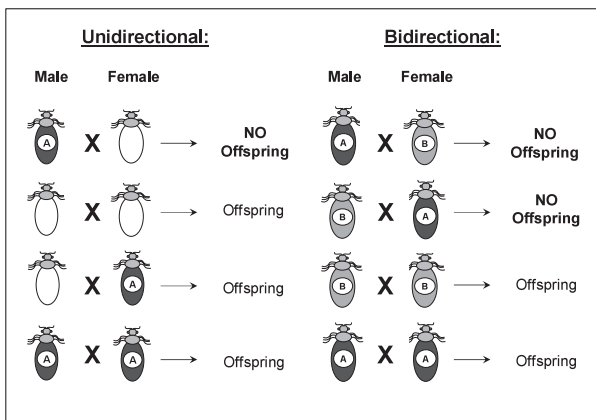 Unidirectional:
Male Female
A X NO
Offspring
X Offspring
X A Offspring
A X A Offspring
Bidirectional:
Male Female
A X B NO
Offspring
B X A NO
Offspring
B X B Offspring
A X A Offspring